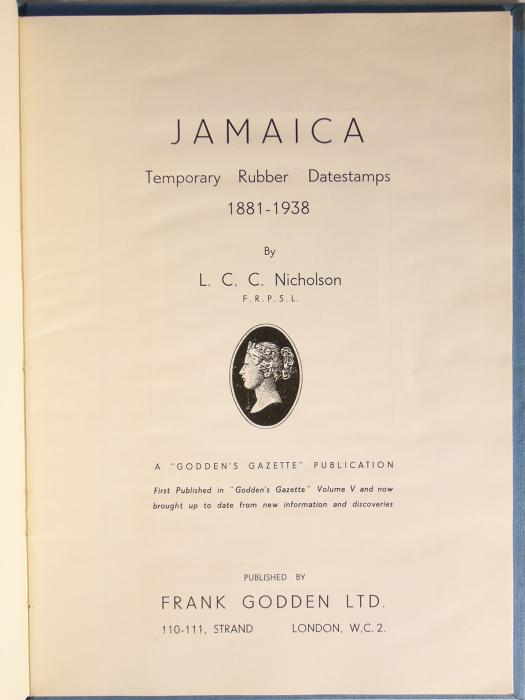 JAMAICA
Temporary Rubber Datestamps
1881-1938
By
L. C. C. Nicholson
F.R.P.S.L.
A "GODDEN'S GAZETTE" PUBLICATION
First Published in "Godden's Gazette" Volume V and now
brought up to date from new information and discoveries
PUBLISHED BY
FRANK GODDEN LTD.
110-111, STRAND LONDON, W,C.2.